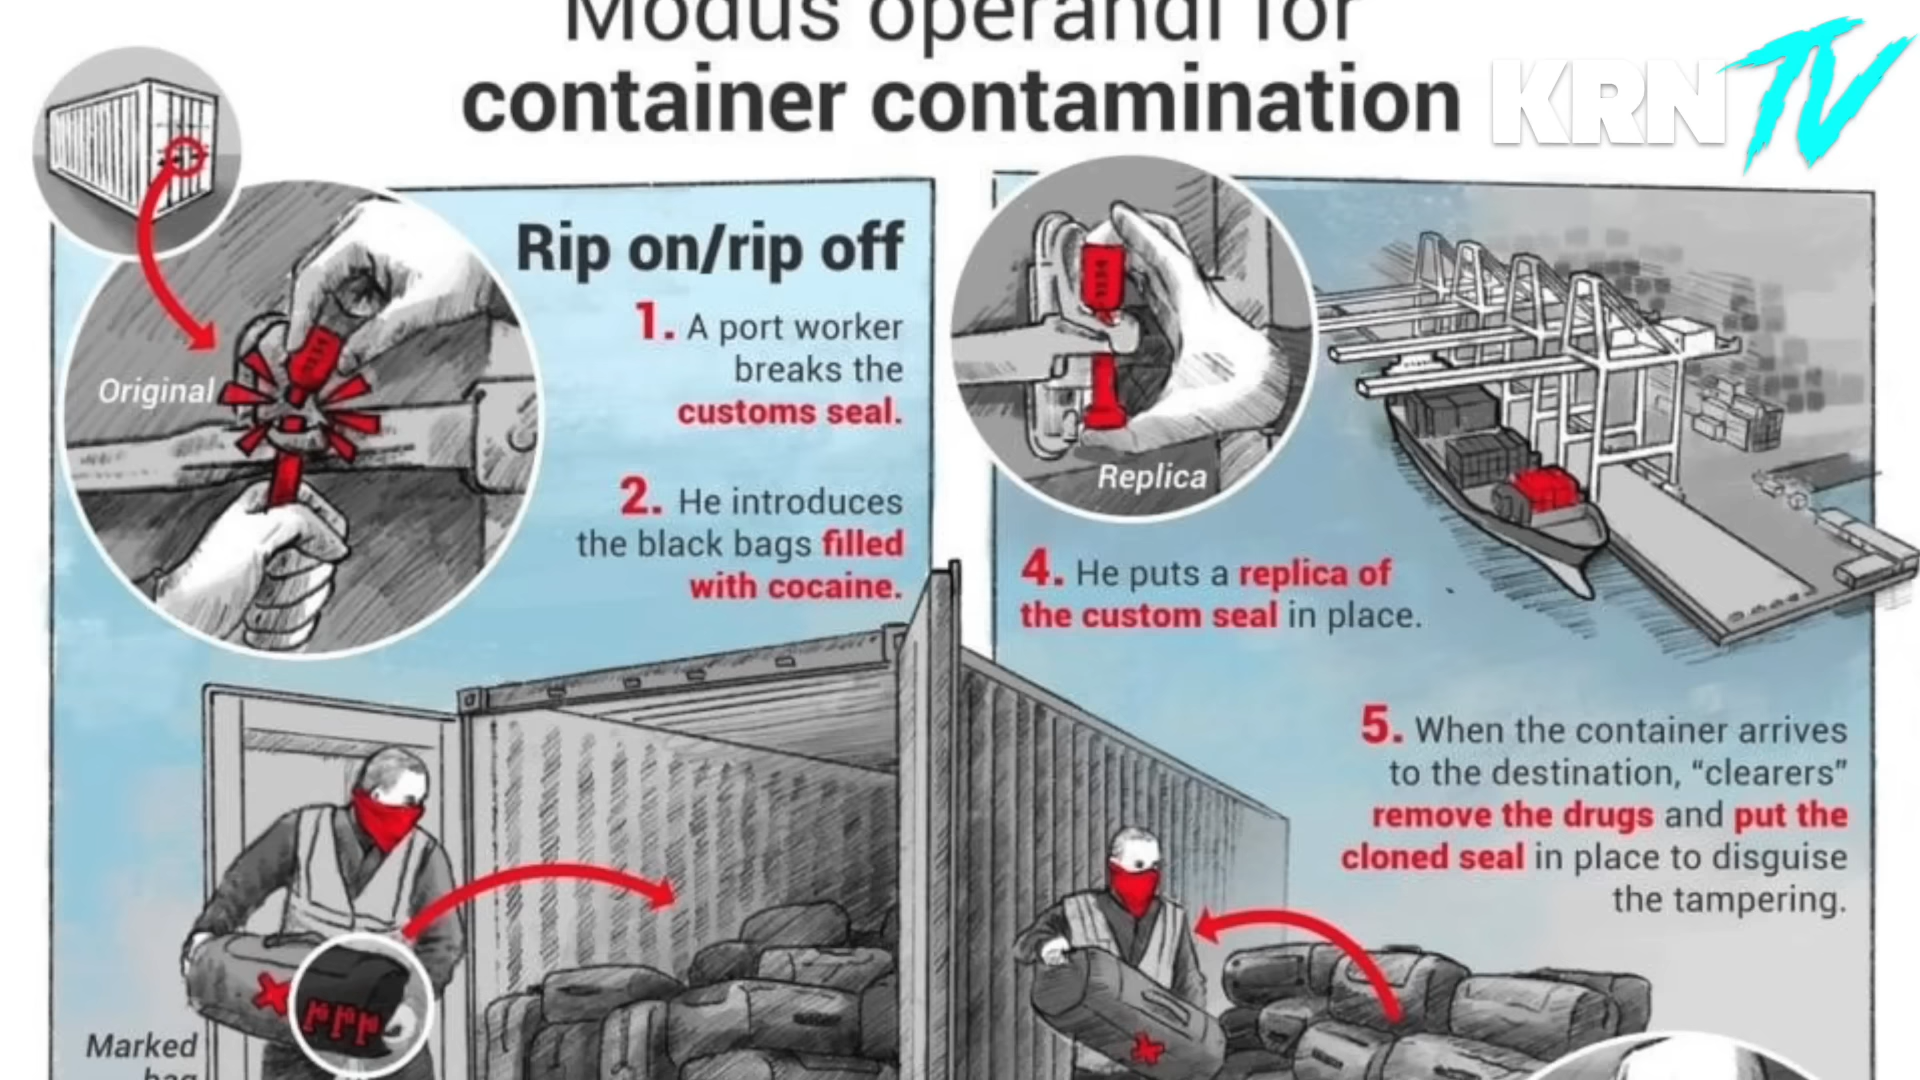 Modus operandi for
container contamination
KRN TV
Rip on/rip off
Original
1. A port worker
breaks the
customs seal.
2. He introduces
the black bags filled
with cocaine.
Replica
4. He puts a replica of
the custom seal in place.
5. When the container arrives
to the destination, “clearers”
remove the drugs and put the
cloned seal in place to disguise
the tampering.
Marked
bag